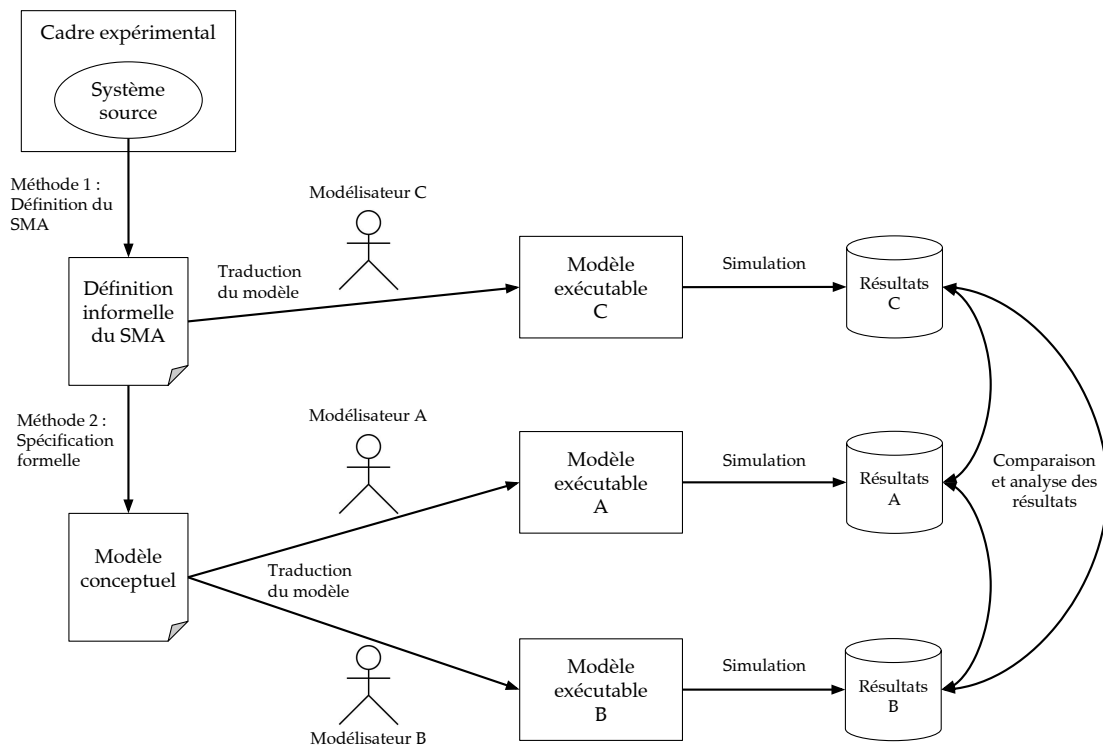 Cadre expérimental
Système
source
Méthode 1 :
Définition du
SMA
Modélisateur C
Définition
informelle
du SMA
Traduction
du modèle
Modèle
exécutable
C
Simulation
Résultats
C
Méthode 2 :
Spécification
formelle
Modélisateur A
Modèle
exécutable
A
Simulation
Résultats
A
Comparaison
et analyse des
résultats
Modèle
conceptuel
Traduction
du modèle
Modélisateur B
Modèle
exécutable
B
Simulation
Résultats
B